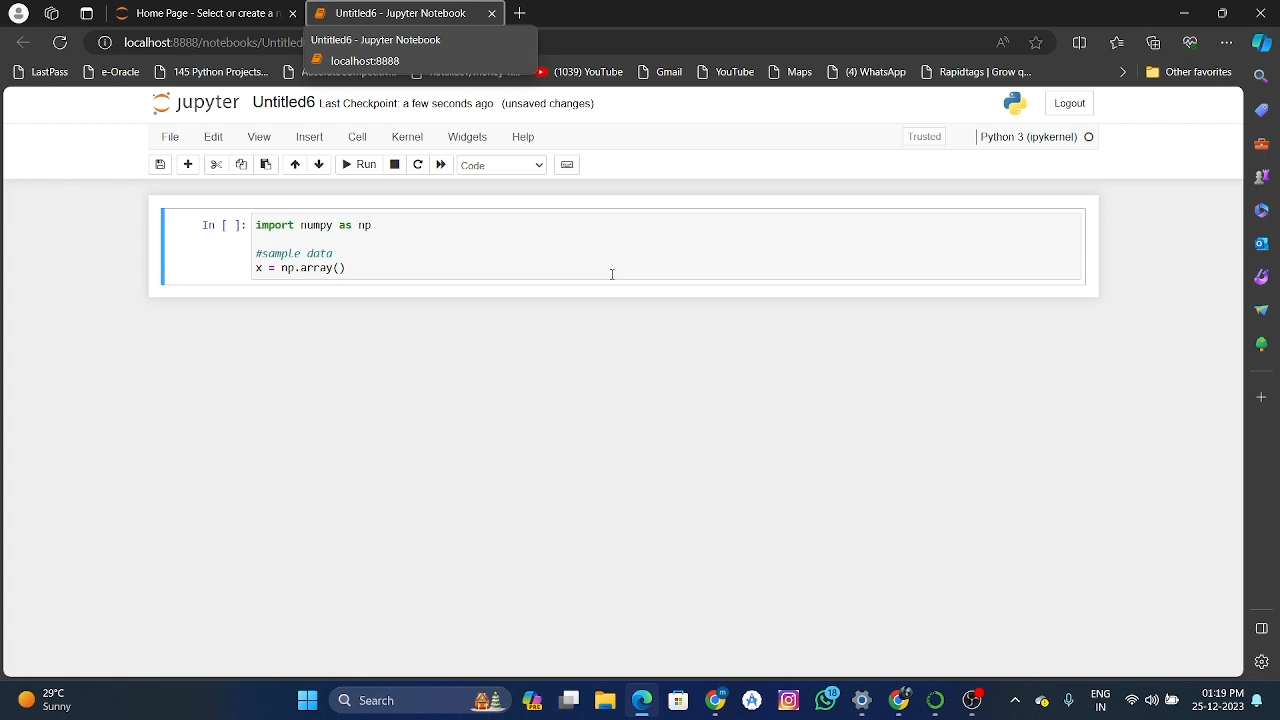 Home Page - Select or create a n
Untitled6 - Jupyter Notebook
localhost:8888/notebooks/Untitled
Untitled6 - Jupyter Notebook
localhost:8888
LastPass
e-Oracle
145 Python Projects...
(1039) YouTube
Gmail
YouTube
Maps
(4) WhatsApp
Rapidops | Grow q...
Other favorites
jupyter Untitled6 Last Checkpoint: a few seconds ago (unsaved changes)
Logout
File Edit View Insert Cell Kernel Widgets Help
Trusted
Python 3 (ipykernel)
Run
Code
In [ ]: import numpy as np
#sample data
x = np.array()
29°C
Sunny
Search
18
ENG
IN
01:19 PM
25-12-2023